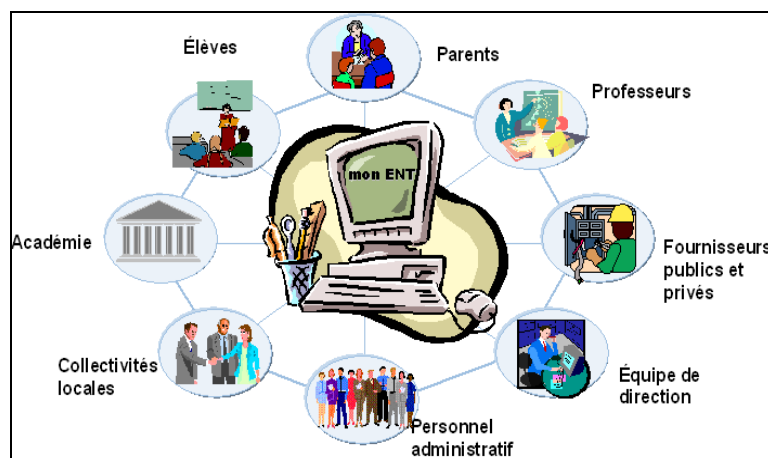 Élèves
Parents
Professeurs
mon ENT
Académie
Fournisseurs
publics et
privés
Collectivités
locales
Équipe de
direction
Personnel
administratif